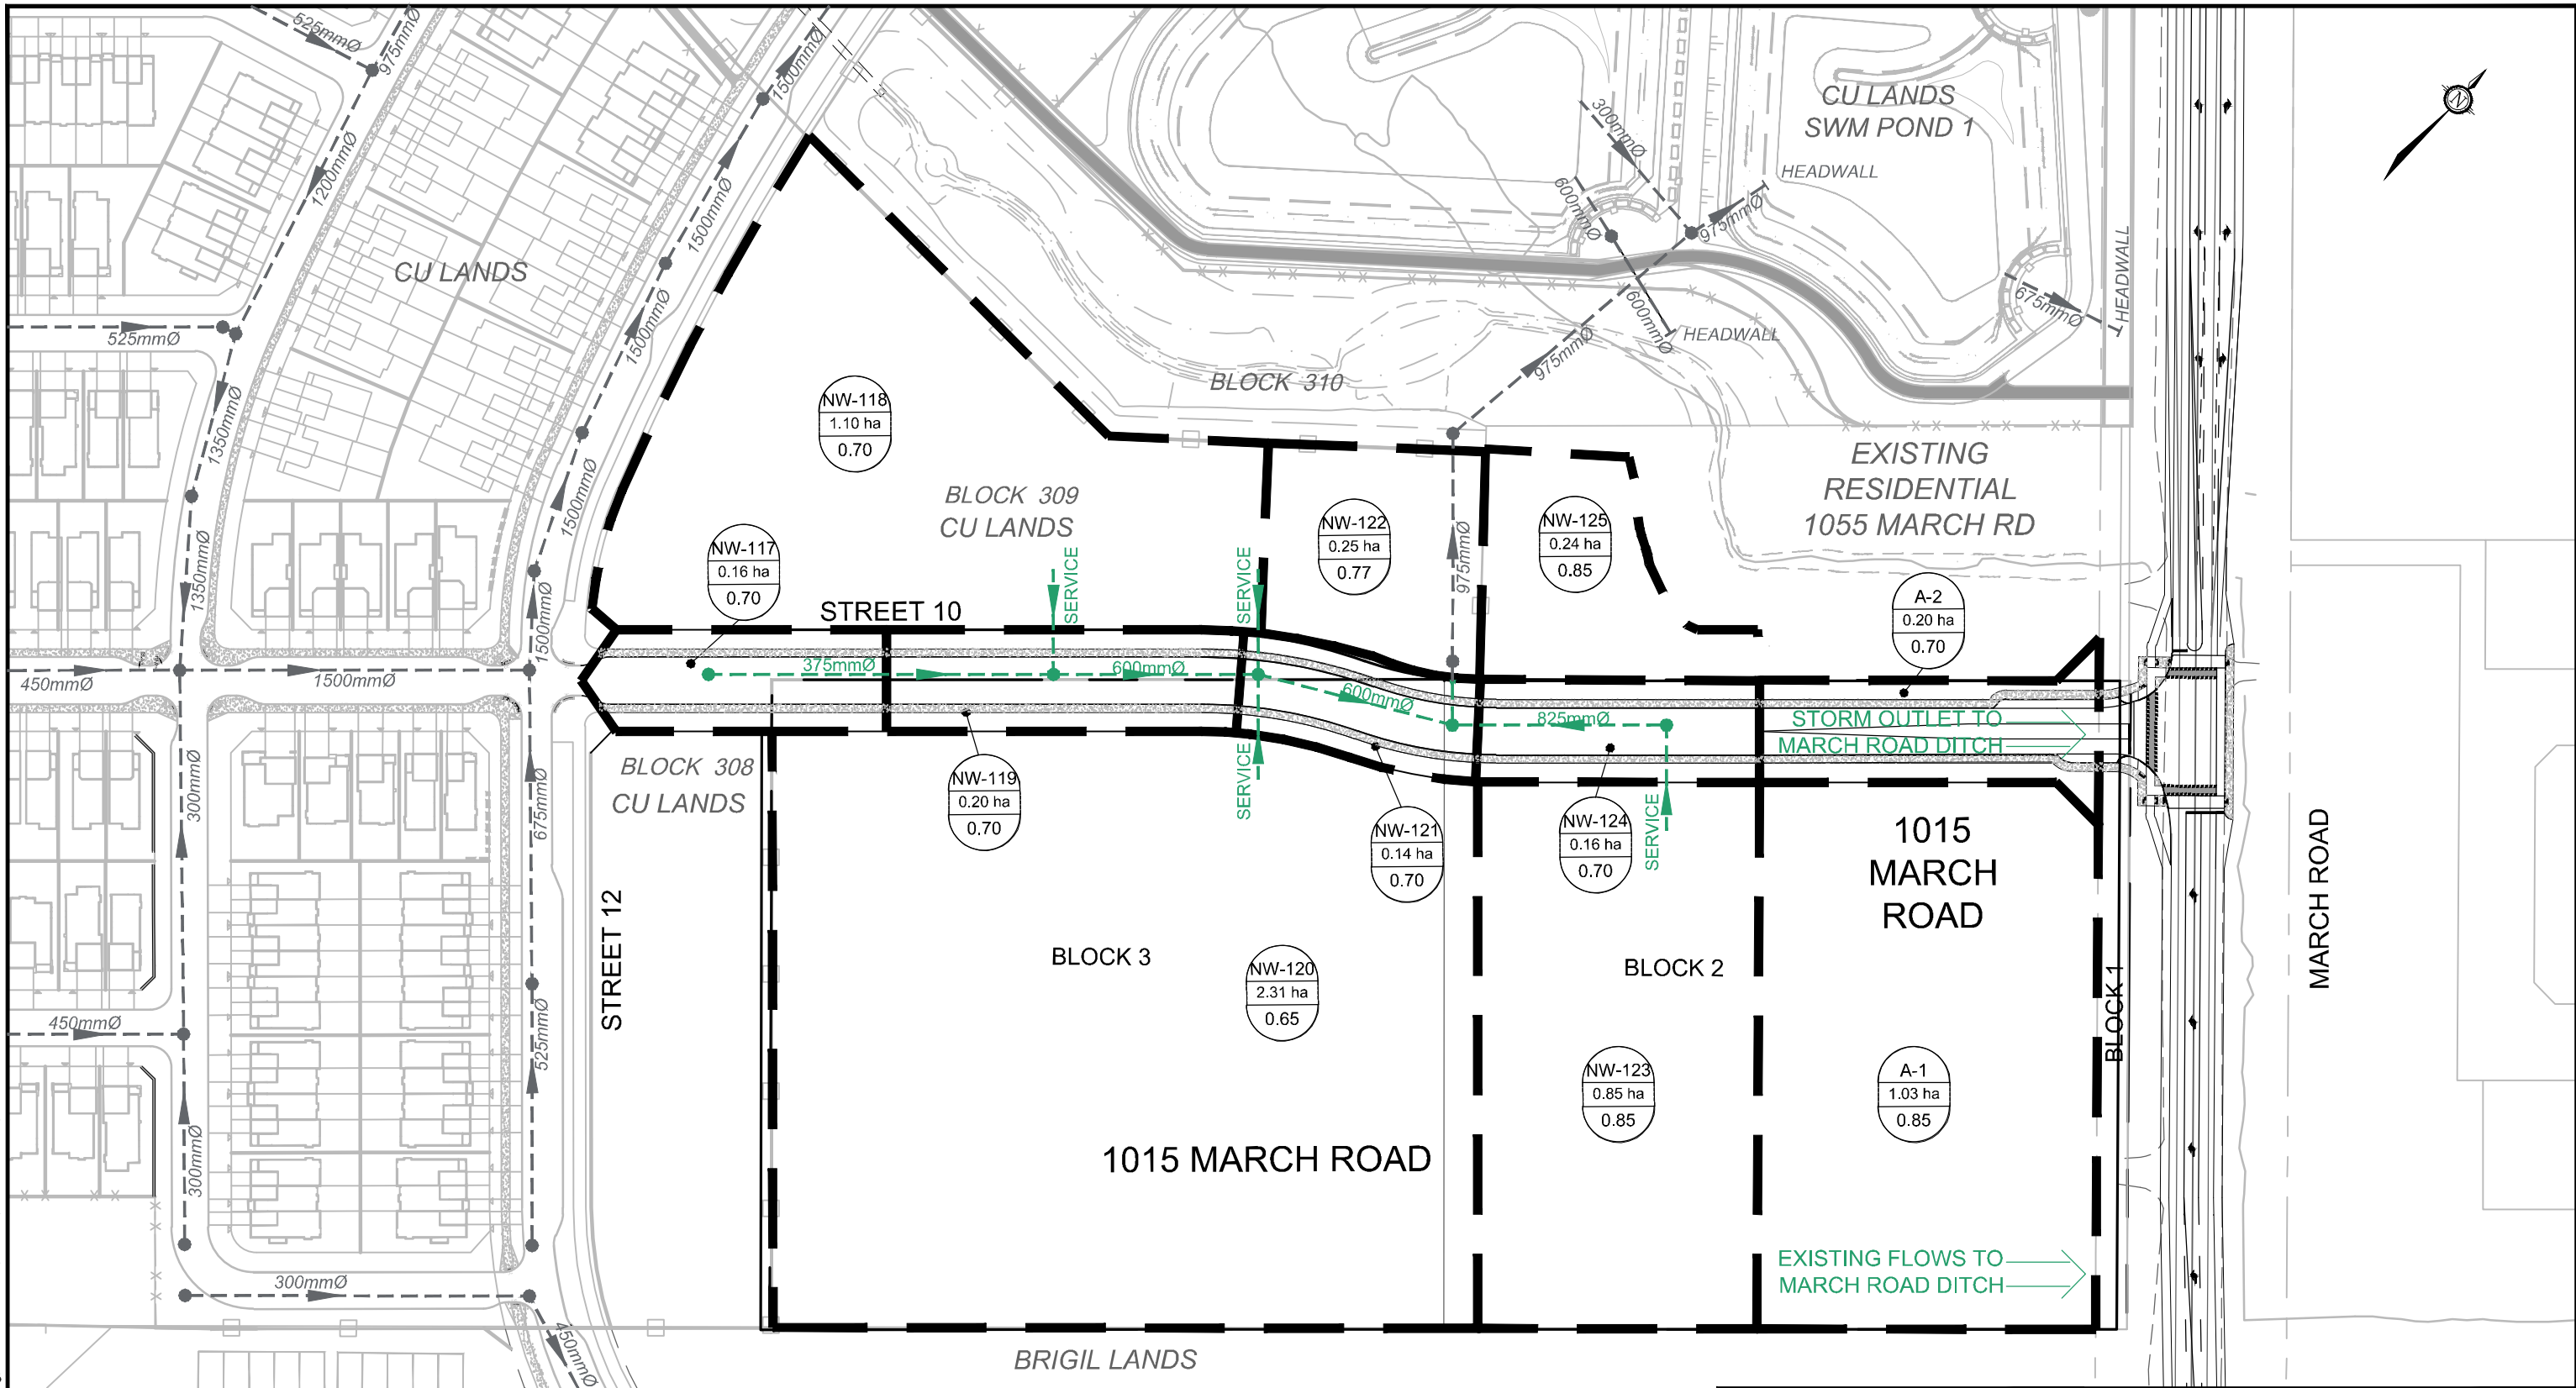 525mmØ
975mmØ
1500mmØ
1200mmØ
1500mmØ
CU LANDS
1500mmØ
525mmØ
1350mmØ
1500mmØ
1350mmØ
1500mmØ
450mmØ
1500mmØ
300mmØ
675mmØ
450mmØ
525mmØ
300mmØ
300mmØ
450mmØ
CU LANDS
SWM POND 1
300mmØ
600mmØ
975mmØ
HEADWALL
HEADWALL
675mmØ
600mmØ
HEADWALL
975mmØ
BLOCK 310
N
NW-118
1.10 ha
0.70
BLOCK 309
CU LANDS
EXISTING
RESIDENTIAL
1055 MARCH RD
NW-117
0.16 ha
0.70
NW-122
0.25 ha
0.77
975mmØ
NW-125
0.24 ha
0.85
A-2
0.20 ha
0.70
STREET 10
SERVICE
SERVICE
375mmØ
600mmØ
600mmØ
825mmØ
STORM OUTLET TO
MARCH ROAD DITCH
BLOCK 308
CU LANDS
STREET 12
NW-119
0.20 ha
0.70
SERVICE
NW-121
0.14 ha
0.70
NW-124
0.16 ha
0.70
SERVICE
1015
MARCH
ROAD
MARCH ROAD
BLOCK 3
NW-120
2.31 ha
0.65
BLOCK 2
BLOCK 1
NW-123
0.85 ha
0.85
A-1
1.03 ha
0.85
1015 MARCH ROAD
EXISTING FLOWS TO
MARCH ROAD DITCH
BRIGIL LANDS